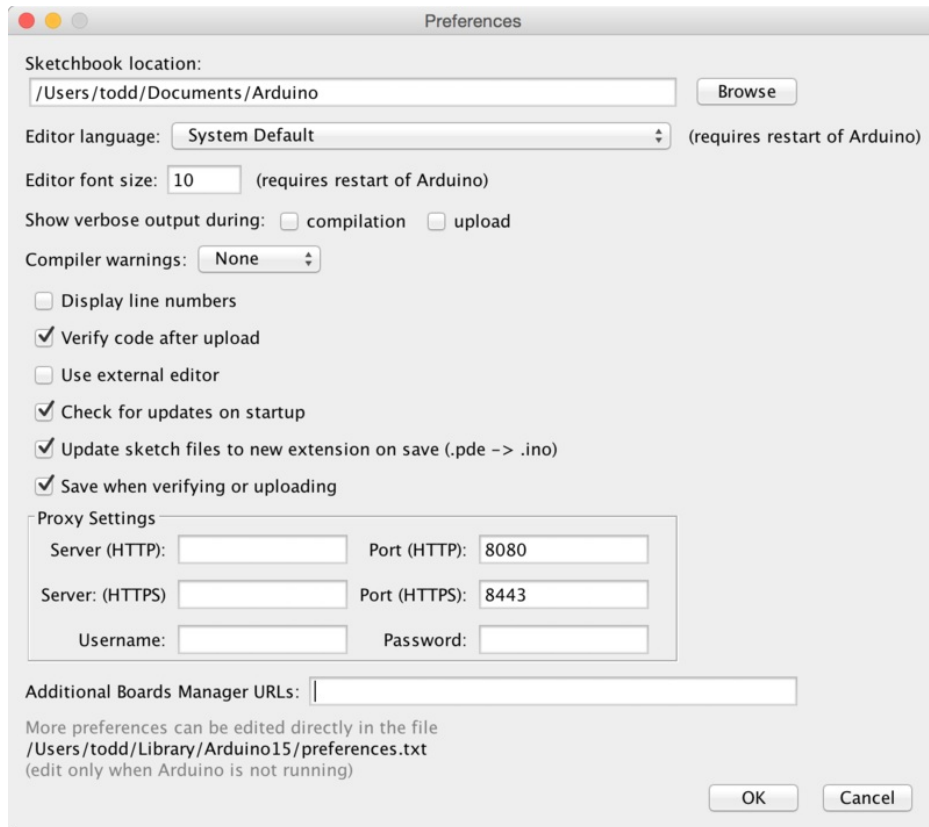 Preferences
Sketchbook location:
/Users/todd/Documents/Arduino Browse
Editor language: System Default (requires restart of Arduino)
Editor font size: 10 (requires restart of Arduino)
Show verbose output during: compilation upload
Compiler warnings: None
Display line numbers
Verify code after upload
Use external editor
Check for updates on startup
Update sketch files to new extension on save (.pde -> .ino)
Save when verifying or uploading
Proxy Settings
Server (HTTP): Port (HTTP): 8080
Server: (HTTPS) Port (HTTPS): 8443
Username: Password:
Additional Boards Manager URLs:
More preferences can be edited directly in the file
/Users/todd/Library/Arduino15/preferences.txt
(edit only when Arduino is not running)
OK Cancel